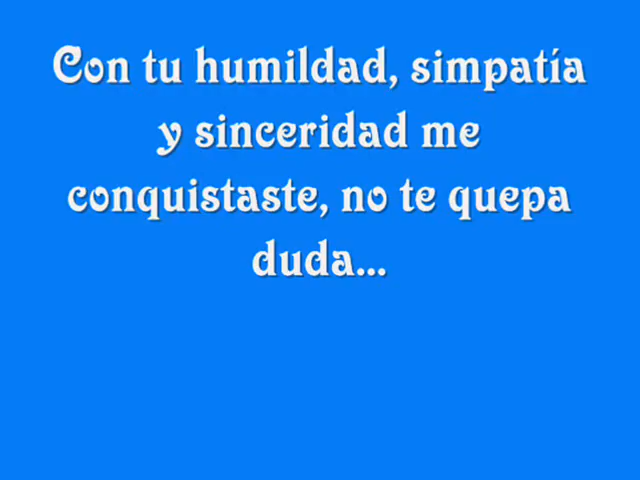 Con tu humildad, simpatía
y sinceridad me
conquistaste, no te quepa
duda...